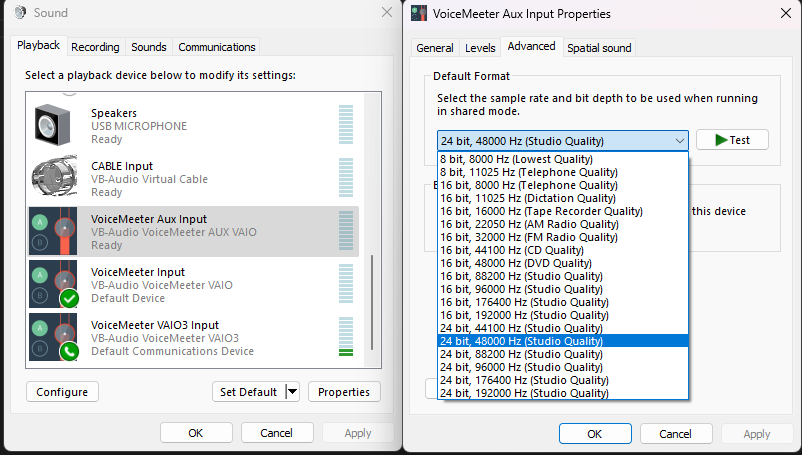 Sound
Playback
Recording
Sounds
Communications
Select a playback device below to modify its settings:
Speakers
USB MICROPHONE
Ready
CABLE Input
VB-Audio Virtual Cable
Ready
VoiceMeeter Aux Input
VB-Audio VoiceMeeter AUX VAIO
Ready
VoiceMeeter Input
VB-Audio VoiceMeeter VAIO
Default Device
VoiceMeeter VAIO3 Input
VB-Audio VoiceMeeter VAIO3
Default Communications Device
Configure
Set Default
Properties
OK
Cancel
Apply
VoiceMeeter Aux Input Properties
General
Levels
Advanced
Spatial sound
Default Format
Select the sample rate and bit depth to be used when running
in shared mode.
24 bit, 48000 Hz (Studio Quality)
Test
8 bit, 8000 Hz (Lowest Quality)
8 bit, 11025 Hz (Telephone Quality)
16 bit, 8000 Hz (Telephone Quality)
16 bit, 11025 Hz (Dictation Quality)
16 bit, 16000 Hz (Tape Recorder Quality)
16 bit, 22050 Hz (AM Radio Quality)
16 bit, 32000 Hz (FM Radio Quality)
16 bit, 44100 Hz (CD Quality)
16 bit, 48000 Hz (DVD Quality)
16 bit, 88200 Hz (Studio Quality)
16 bit, 96000 Hz (Studio Quality)
16 bit, 176400 Hz (Studio Quality)
16 bit, 192000 Hz (Studio Quality)
24 bit, 44100 Hz (Studio Quality)
24 bit, 48000 Hz (Studio Quality)
24 bit, 88200 Hz (Studio Quality)
24 bit, 96000 Hz (Studio Quality)
24 bit, 176400 Hz (Studio Quality)
24 bit, 192000 Hz (Studio Quality)
this device
OK
Cancel
Apply